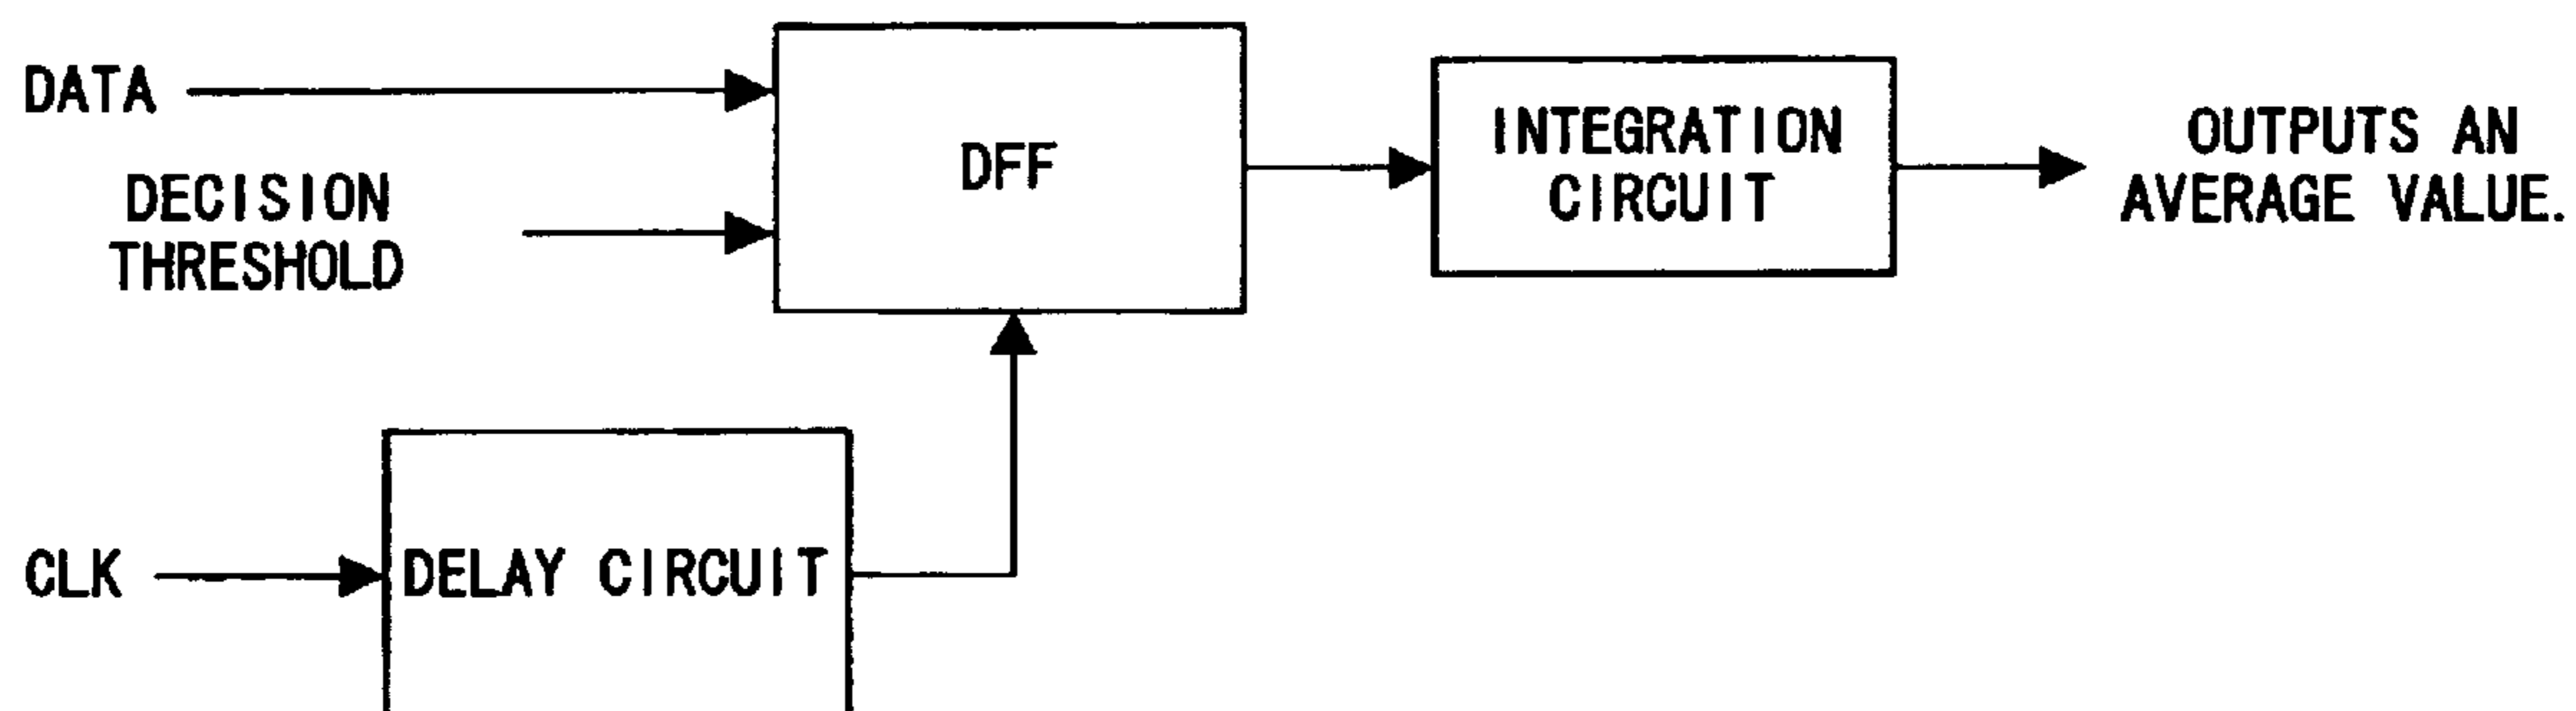 DATA
DECISION
THRESHOLD
DFF
INTEGRATION
CIRCUIT
OUTPUTS AN
AVERAGE VALUE.
CLK
DELAY CIRCUIT